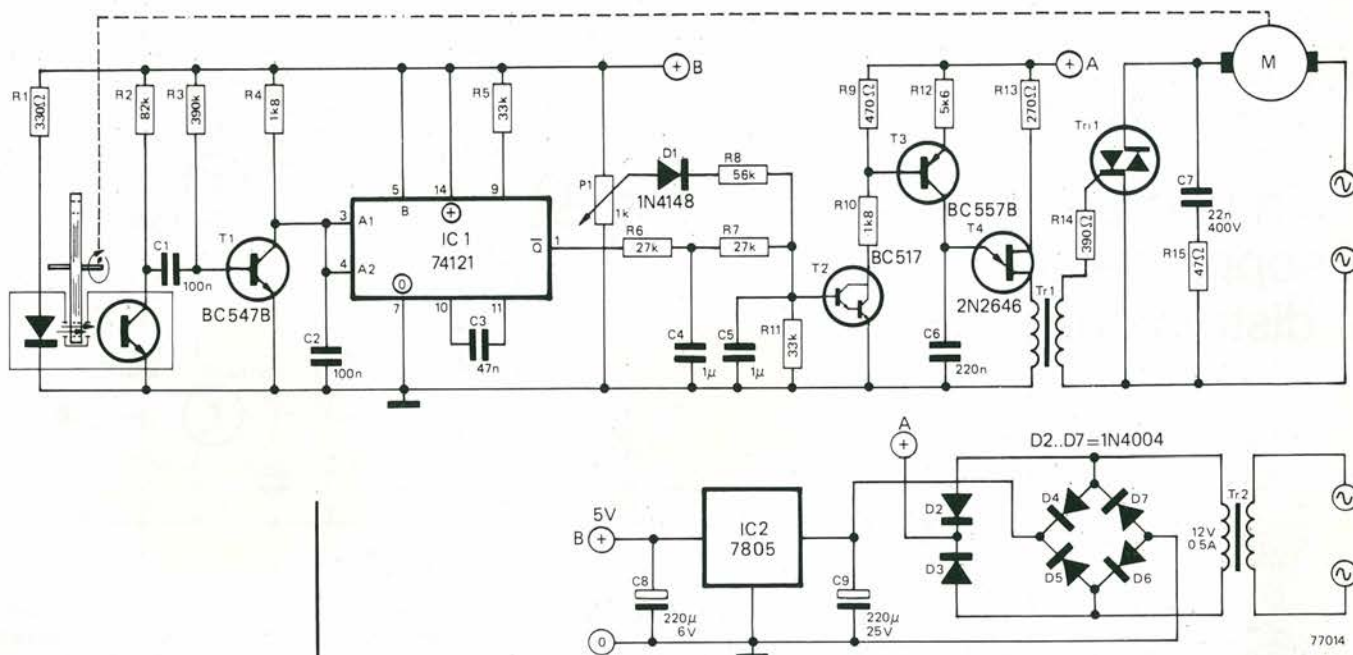 B
A
M
R1
330Ω
R2
82k
R3
390k
R4
1k8
R5
33k
P1
1k
D1
1N4148
R8
56k
R9
470Ω
R12
5k6
R13
270Ω
T3
BC557B
Tri1
C7
22n
400V
R14
390Ω
R15
47Ω
5
14
9
B
+
3
A1
4
A2
IC 1
74121
Q
1
0
7
10
11
R6
27k
R7
27k
R10
1k8
BC517
T2
T4
2N2646
Tr1
C1
100n
T1
BC547B
C2
100n
C3
47n
C4
1μ
C5
1μ
R11
33k
C6
220n
A
+
D2..D7=1N4004
5V
B
+
IC2
7805
D2
D3
D4
D7
D5
D6
12V
0 5A
Tr2
C8
220μ
6V
C9
220μ
25V
0
77014